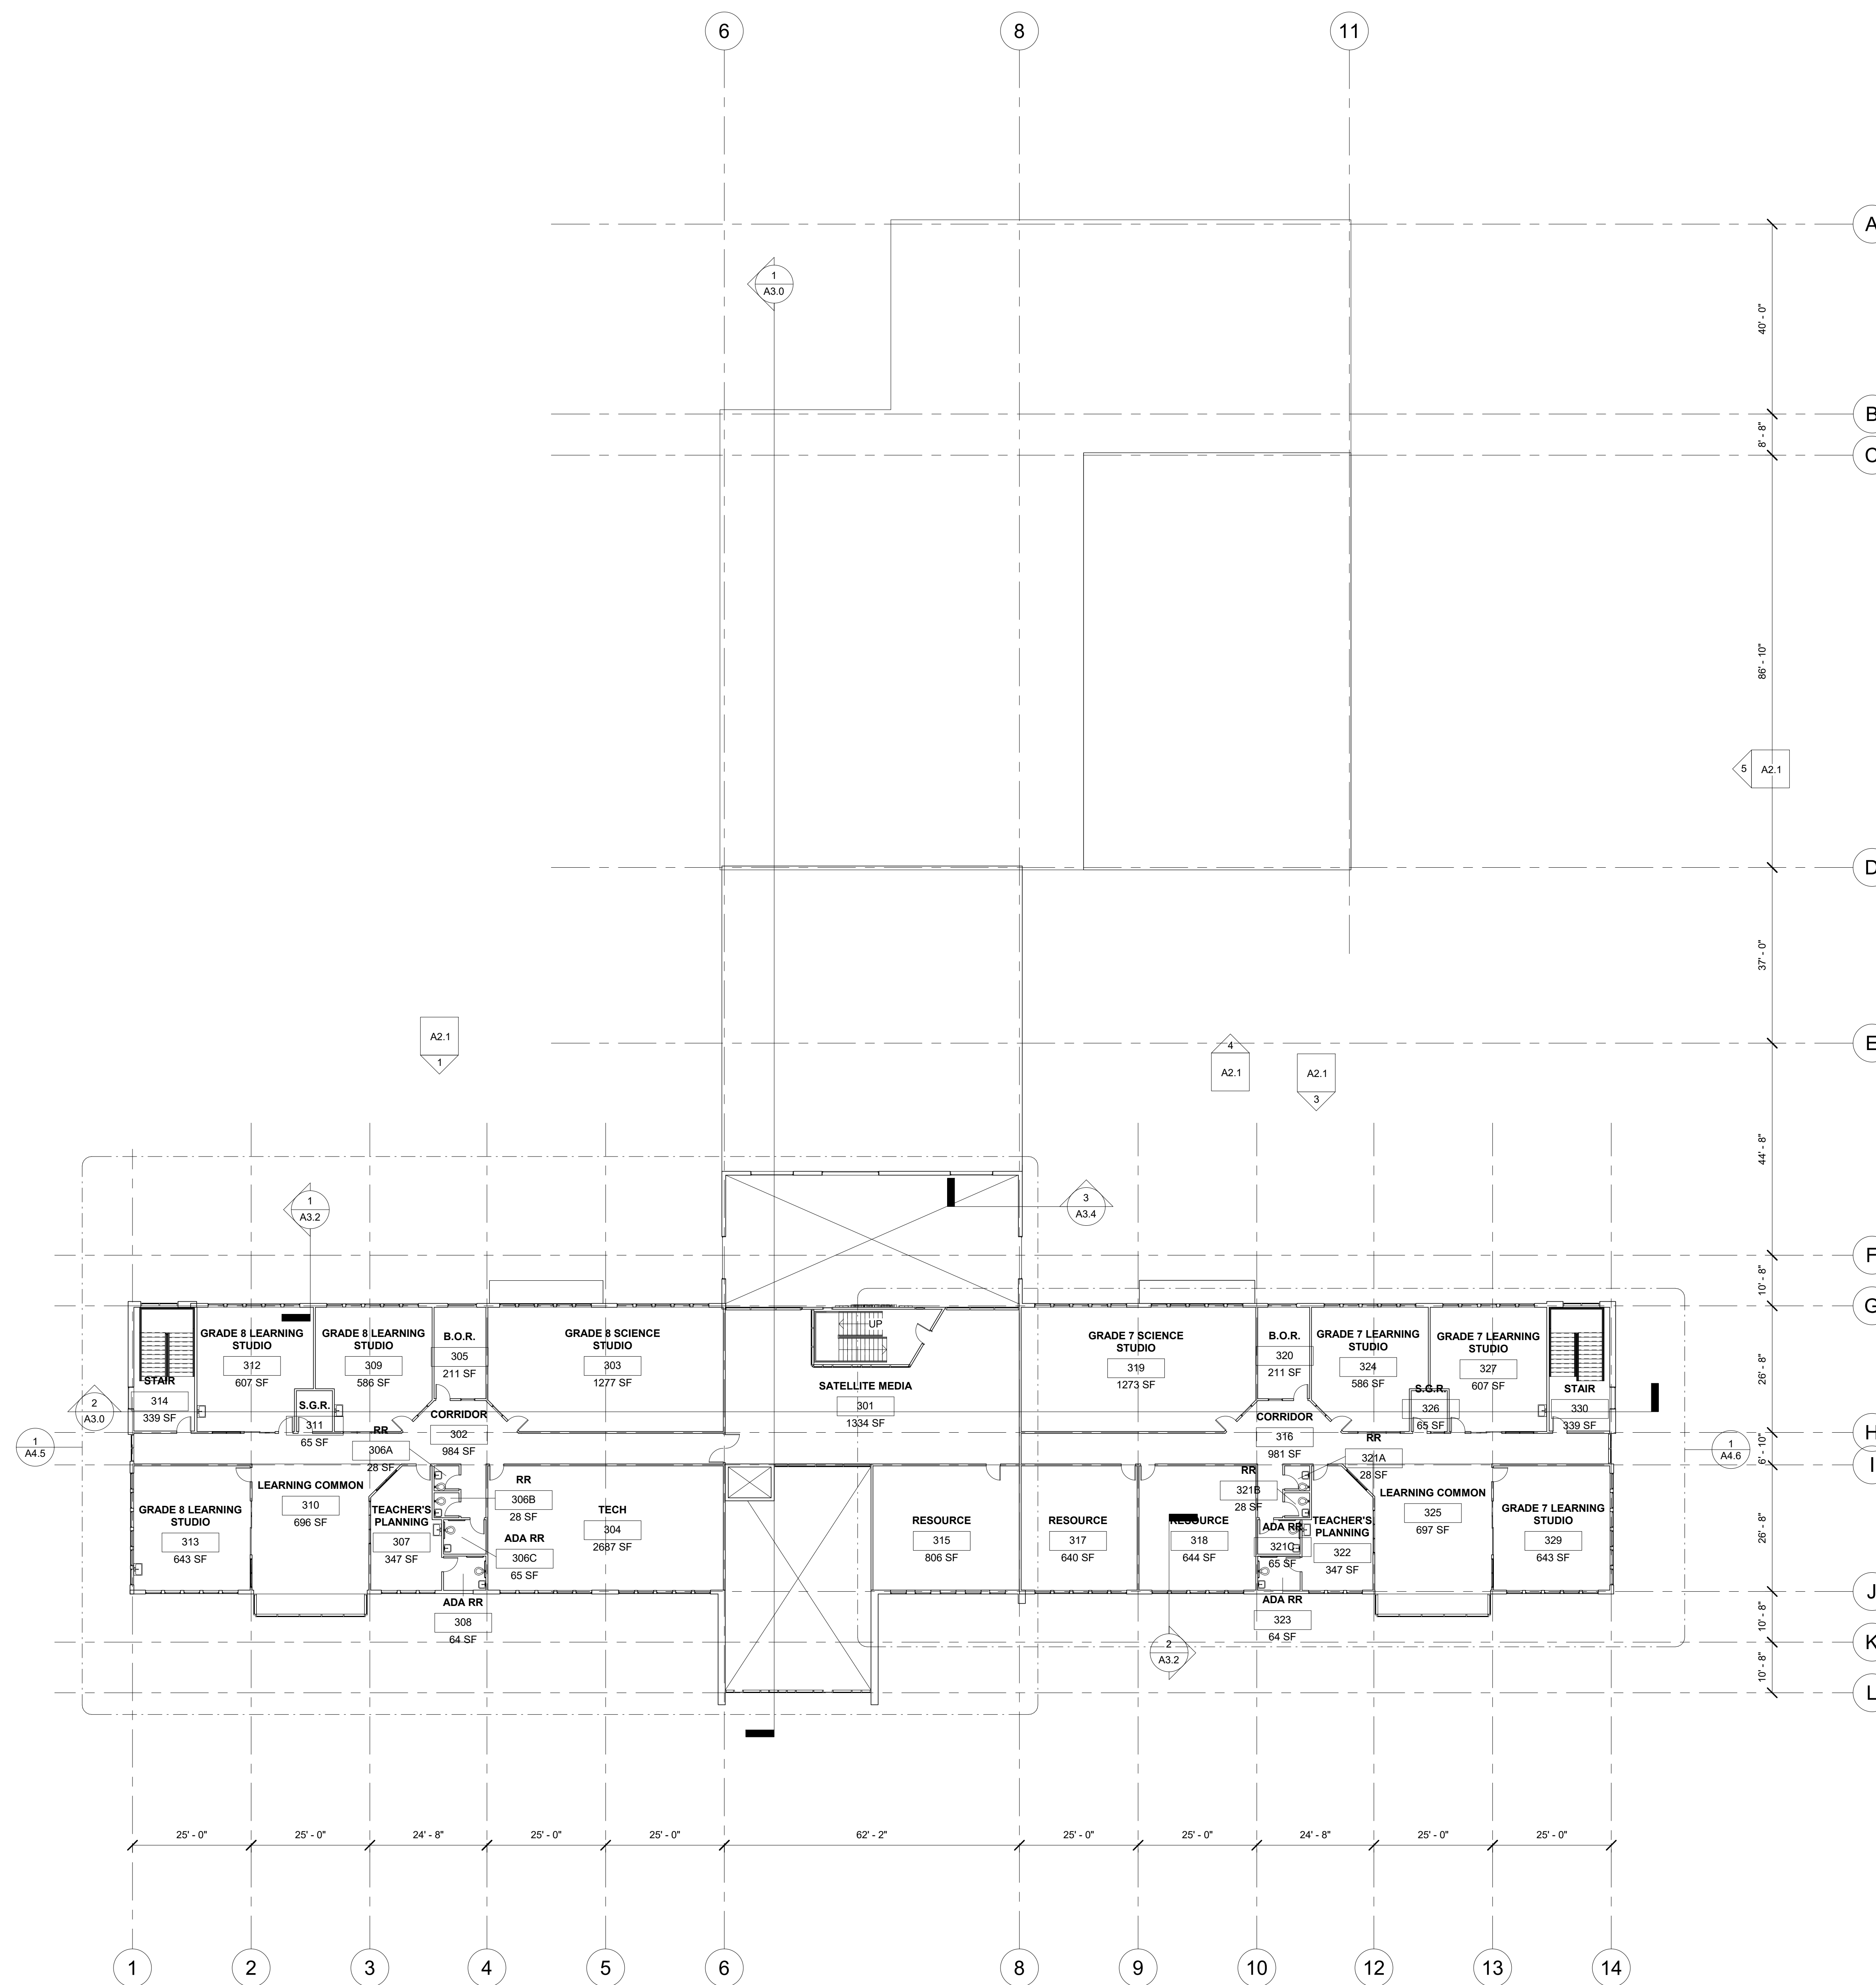 6
8
11
A
40' - 0"
1
A3.0
B
8' - 8"
C
86' - 10"
5
A2.1
D
37' - 0"
A2.1
1
4
A2.1
A2.1
3
E
44' - 8"
1
A3.2
3
A3.4
F
10' - 8"
G
UP
GRADE 8 LEARNING
STUDIO
312
607 SF
GRADE 8 LEARNING
STUDIO
309
586 SF
B.O.R.
305
211 SF
GRADE 8 SCIENCE
STUDIO
303
1277 SF
SATELLITE MEDIA
301
1334 SF
GRADE 7 SCIENCE
STUDIO
319
1273 SF
B.O.R.
320
211 SF
GRADE 7 LEARNING
STUDIO
324
586 SF
GRADE 7 LEARNING
STUDIO
327
607 SF
26' - 8"
STAIR
314
339 SF
2
A3.0
S.G.R.
311
65 SF
CORRIDOR
302
984 SF
CORRIDOR
316
981 SF
S.G.R.
326
65 SF
STAIR
330
339 SF
H
1
A4.5
RR
306A
28 SF
RR
321A
28 SF
1
A4.6
6' - 10"
I
GRADE 8 LEARNING
STUDIO
313
643 SF
LEARNING COMMON
310
696 SF
TEACHER'S
PLANNING
307
347 SF
RR
306B
28 SF
ADA RR
306C
65 SF
TECH
304
2687 SF
RESOURCE
315
806 SF
RESOURCE
317
640 SF
RESOURCE
318
644 SF
RR
321B
28 SF
ADA RR
321C
65 SF
TEACHER'S
PLANNING
322
347 SF
LEARNING COMMON
325
697 SF
GRADE 7 LEARNING
STUDIO
329
643 SF
26' - 8"
J
ADA RR
308
64 SF
ADA RR
323
64 SF
10' - 8"
2
A3.2
K
10' - 8"
L
25' - 0"
25' - 0"
24' - 8"
25' - 0"
25' - 0"
62' - 2"
25' - 0"
25' - 0"
24' - 8"
25' - 0"
25' - 0"
1
2
3
4
5
6
8
9
10
12
13
14